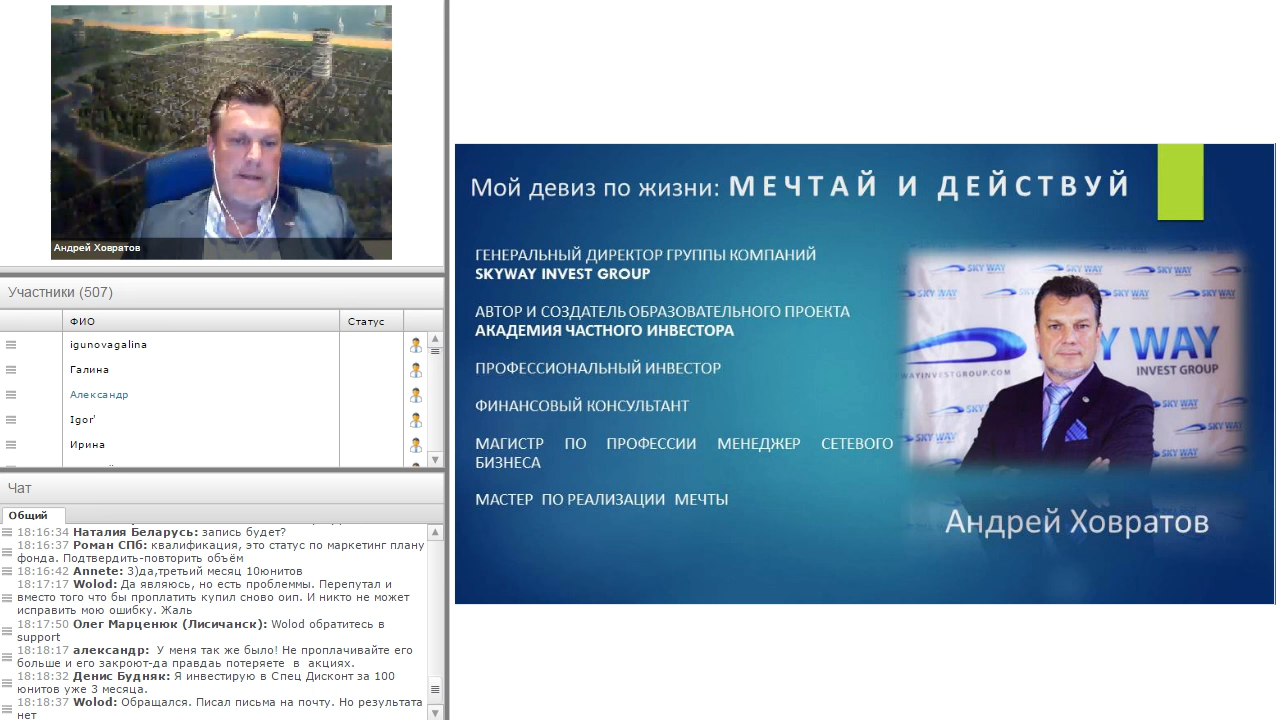 Андрей Ховратов
Участники (507)
ФИО
Статус
igunovagalina
Галина
Александр
Igor'
Ирина
Чат
Общий
18:16:34 Наталия Беларусь: запись будет?
18:16:37 Роман СПб: квалификация, это статус по маркетинг плану
фонда. Подтвердить-повторить объём
18:16:42 Annete: 3)да,третьий месяц 10юнитов
18:17:17 Wolod: Да являюсь, но есть проблеммы. Перепутал и
вместо того что бы проплатить купил сново оип. И никто не может
исправить мою ошибку. Жаль
18:17:50 Олег Марценюк (Лисичанск): Wolod обратитесь в
support
18:18:17 александр: У меня так же было! Не проплачивайте его
больше и его закроют-да правдаь потеряете в акциях.
18:18:32 Денис Будняк: Я инвестирую в Спец Дисконт за 100
юнитов уже 3 месяца.
18:18:37 Wolod: Обращался. Писал письма на почту. Но результата
нет
Мой девиз по жизни: МЕЧТАЙ И ДЕЙСТВУЙ
ГЕНЕРАЛЬНЫЙ ДИРЕКТОР ГРУППЫ КОМПАНИЙ
SKYWAY INVEST GROUP
АВТОР И СОЗДАТЕЛЬ ОБРАЗОВАТЕЛЬНОГО ПРОЕКТА
АКАДЕМИЯ ЧАСТНОГО ИНВЕСТОРА
ПРОФЕССИОНАЛЬНЫЙ ИНВЕСТОР
ФИНАНСОВЫЙ КОНСУЛЬТАНТ
МАГИСТР ПО ПРОФЕССИИ МЕНЕДЖЕР СЕТЕВОГО
БИЗНЕСА
МАСТЕР ПО РЕАЛИЗАЦИИ МЕЧТЫ
SKY WAY
INVEST GROUP
Андрей Ховратов